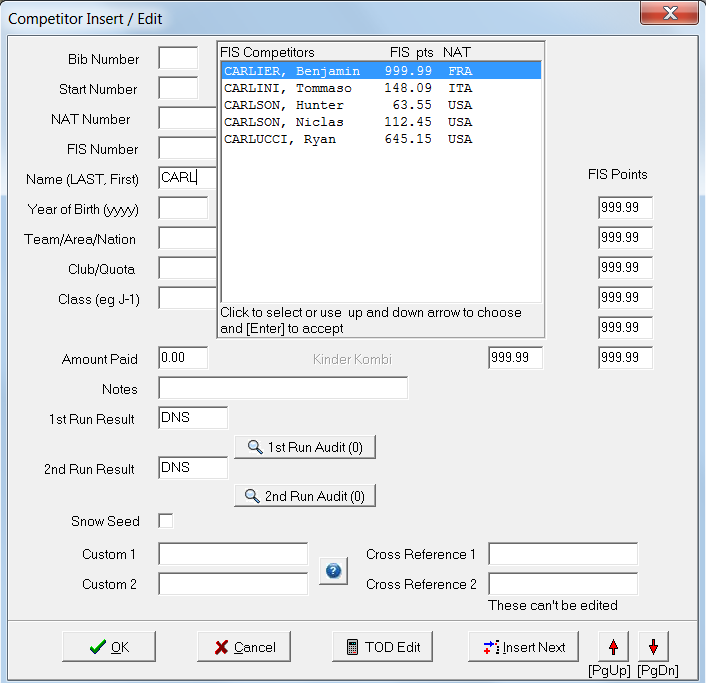 Competitor Insert / Edit
Bib Number
Start Number
NAT Number
FIS Number
Name (LAST, First) CARL
Year of Birth (yyyy)
Team/Area/Nation
Club/Quota
Class (eg J-1)
FIS Competitors FIS pts NAT
CARLIER, Benjamin 999.99 FRA
CARLINI, Tommaso 148.09 ITA
CARLSON, Hunter 63.55 USA
CARLSON, Niclas 112.45 USA
CARLUCCI, Ryan 645.15 USA
Click to select or use up and down arrow to choose
and [Enter] to accept
FIS Points
999.99
999.99
999.99
999.99
999.99
Amount Paid 0.00 Kinder Kombi 999.99 999.99
Notes
1st Run Result DNS
1st Run Audit (0)
2nd Run Result DNS
2nd Run Audit (0)
Snow Seed
Custom 1 Cross Reference 1
Custom 2 ? Cross Reference 2
These can't be edited
OK Cancel TOD Edit Insert Next
[PgUp] [PgDn]